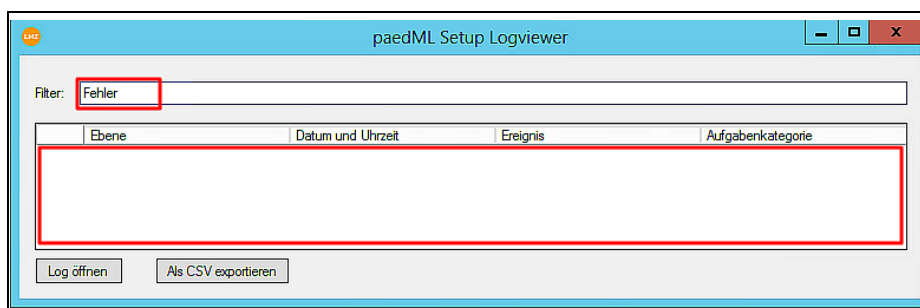 LMZ
paedML Setup Logviewer
Filter: Fehler
Ebene Datum und Uhrzeit Ereignis Aufgabenkategorie
Log öffnen Als CSV exportieren